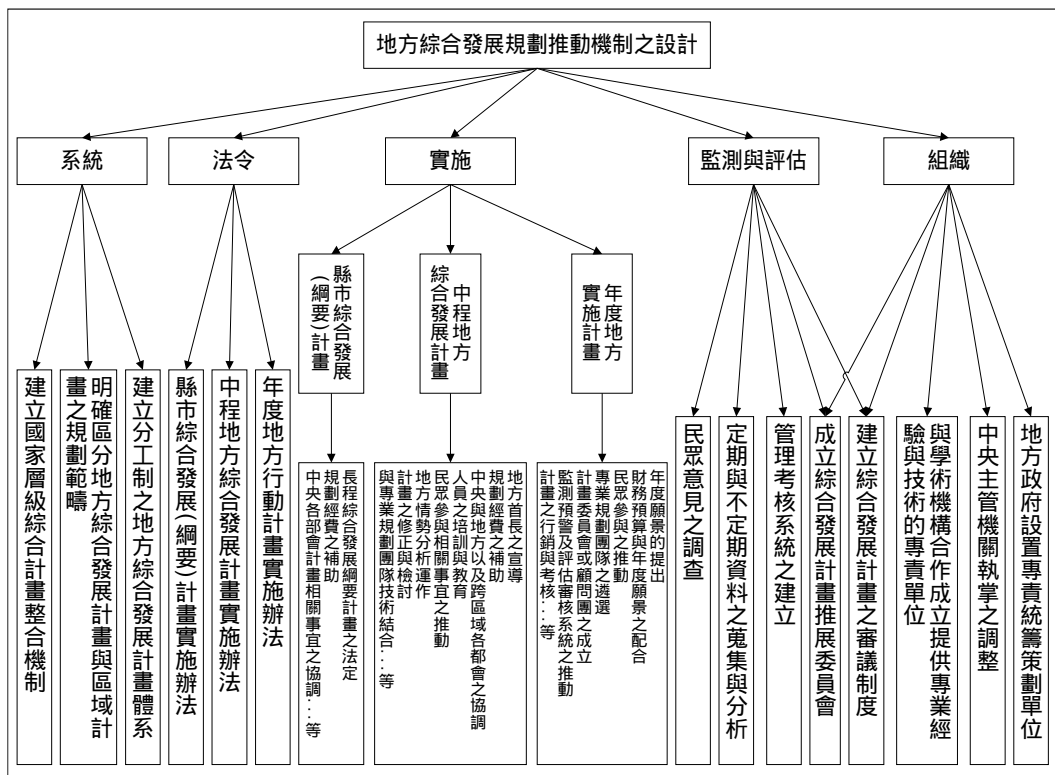 地方綜合發展規劃推動機制之設計
系統
法令
實施
監測與評估
組織
縣市綜合發展
(綱要)計畫
中程地方
綜合發展計畫
年度地方
實施計畫
建立國家層級綜合計畫整合機制
明確區分地方綜合發展計畫與區域計
畫之規劃範疇
建立分工制之地方綜合發展計畫體系
縣市綜合發展(綱要)計畫實施辦法
中程地方綜合發展計畫實施辦法
年度地方行動計畫實施辦法
長程綜合發展綱要計畫之法定
規劃經費之補助
中央各部會計畫相關事宜之協調...等
地方首長之宣導
規劃經費之補助
中央與地方以及跨區域各都會之協調
人員之培訓與教育
民眾參與相關事宜之推動
地方情勢分析運作
計畫之修正與檢討
與專業規劃團隊技術結合...等
年度願景的提出
財務預算與年度願景之配合
民眾參與之推動
專業規劃團隊之遴選
計畫委員會或顧問團之成立
監測預警及評估審核系統之推動
計畫之行銷與考核...等
民眾意見之調查
定期與不定期資料之蒐集與分析
管理考核系統之建立
成立綜合發展計畫推展委員會
建立綜合發展計畫之審議制度
與學術機構合作成立提供專業經
驗與技術的專責單位
中央主管機關執掌之調整
地方政府設置專責統籌策劃單位